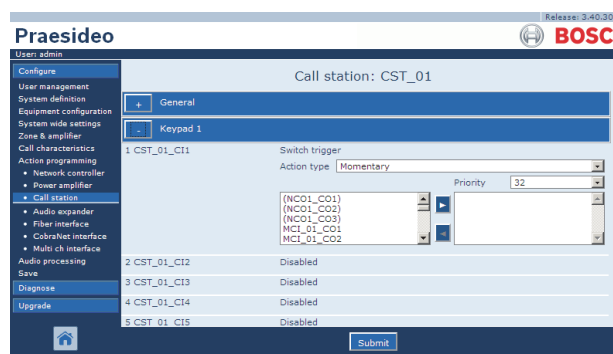 Release: 3.40.30
Praesideo
BOSC
User: admin
Configure
User management
System definition
Equipment configuration
System wide settings
Zone & amplifier
Call characteristics
Action programming
• Network controller
• Power amplifier
• Call station
• Audio expander
• Fiber interface
• CobraNet interface
• Multi ch interface
Audio processing
Save
Diagnose
Upgrade
Call station: CST_01
+ General
- Keypad 1
1 CST_01_CI1 Switch trigger
Action type Momentary
Priority 32
(NCO1_CO1)
(NCO1_CO2)
(NCO1_CO3)
MCI_01_CO1
MCI_01_CO2
2 CST_01_CI2 Disabled
3 CST_01_CI3 Disabled
4 CST_01_CI4 Disabled
5 CST_01_CI5 Disabled
Submit